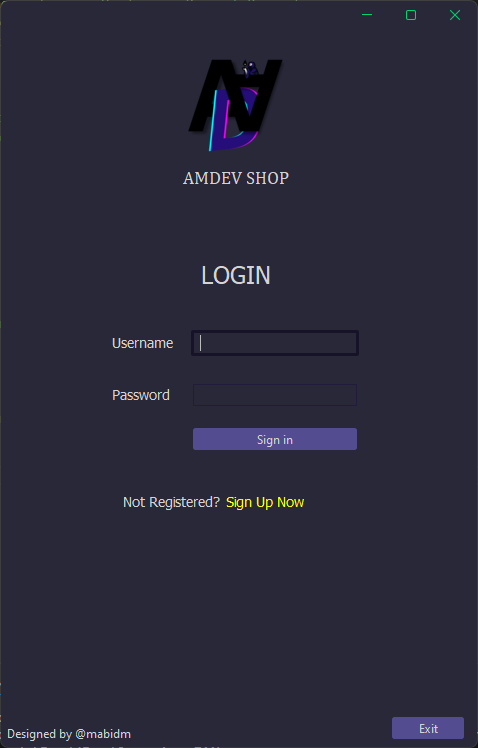 AMDEV SHOP
LOGIN
Username
Password
Sign in
Not Registered? Sign Up Now
Designed by @mabidm
Exit